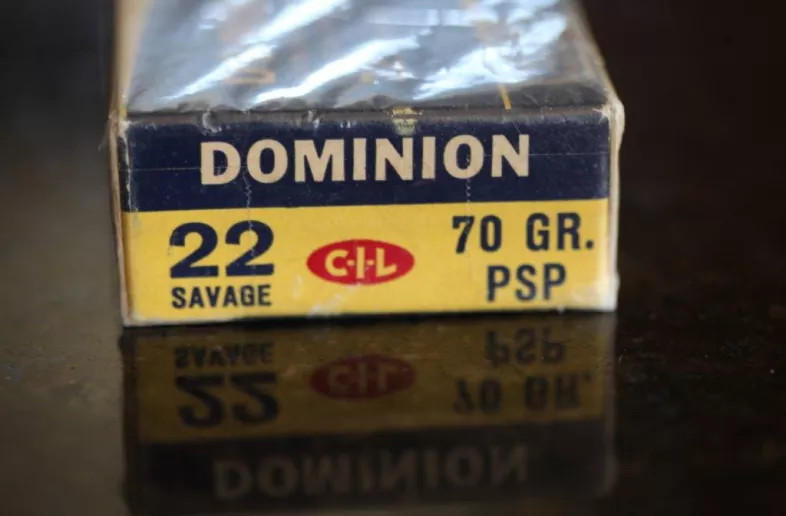 DOMINION
22
SAVAGE
C-I-L
70 GR.
PSP